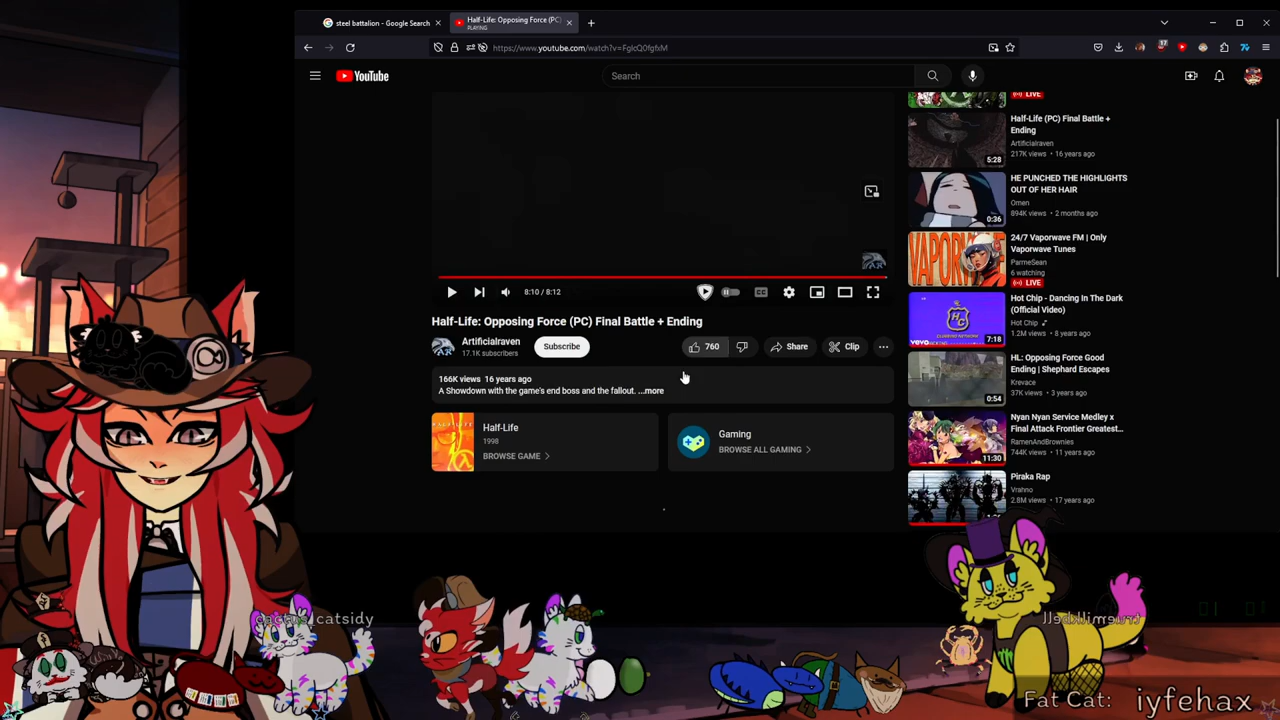 steel battalion - Google Search
Half-Life: Opposing Force (PC)
PLAYING
https://www.youtube.com/watch?v=FglcQ0fgfxM
17
YouTube
Search
8:10 / 8:12
CC
Half-Life: Opposing Force (PC) Final Battle + Ending
Artificialraven
17.1K subscribers
Subscribe
760
Share
Clip
166K views 16 years ago
A Showdown with the game's end boss and the fallout. ...more
Half-Life
1998
BROWSE GAME
Gaming
BROWSE ALL GAMING
LIVE
Half-Life (PC) Final Battle +
Ending
Artificialraven
217K views • 16 years ago
5:28
HE PUNCHED THE HIGHLIGHTS
OUT OF HER HAIR
Omen
894K views • 2 months ago
0:36
VAPORW
24/7 Vaporwave FM | Only
Vaporwave Tunes
ParmeSean
6 watching
LIVE
Hot Chip - Dancing In The Dark
(Official Video)
Hot Chip
1.2M views • 8 years ago
7:18
HL: Opposing Force Good
Ending | Shephard Escapes
Krevace
37K views • 3 years ago
0:54
Nyan Nyan Service Medley x
Final Attack Frontier Greatest...
RamenAndBrownies
744K views • 11 years ago
11:30
Piraka Rap
Vrahno
2.8M views • 17 years ago
cactus_catsidy
truemillkdell
Fat Cat: iyfehax